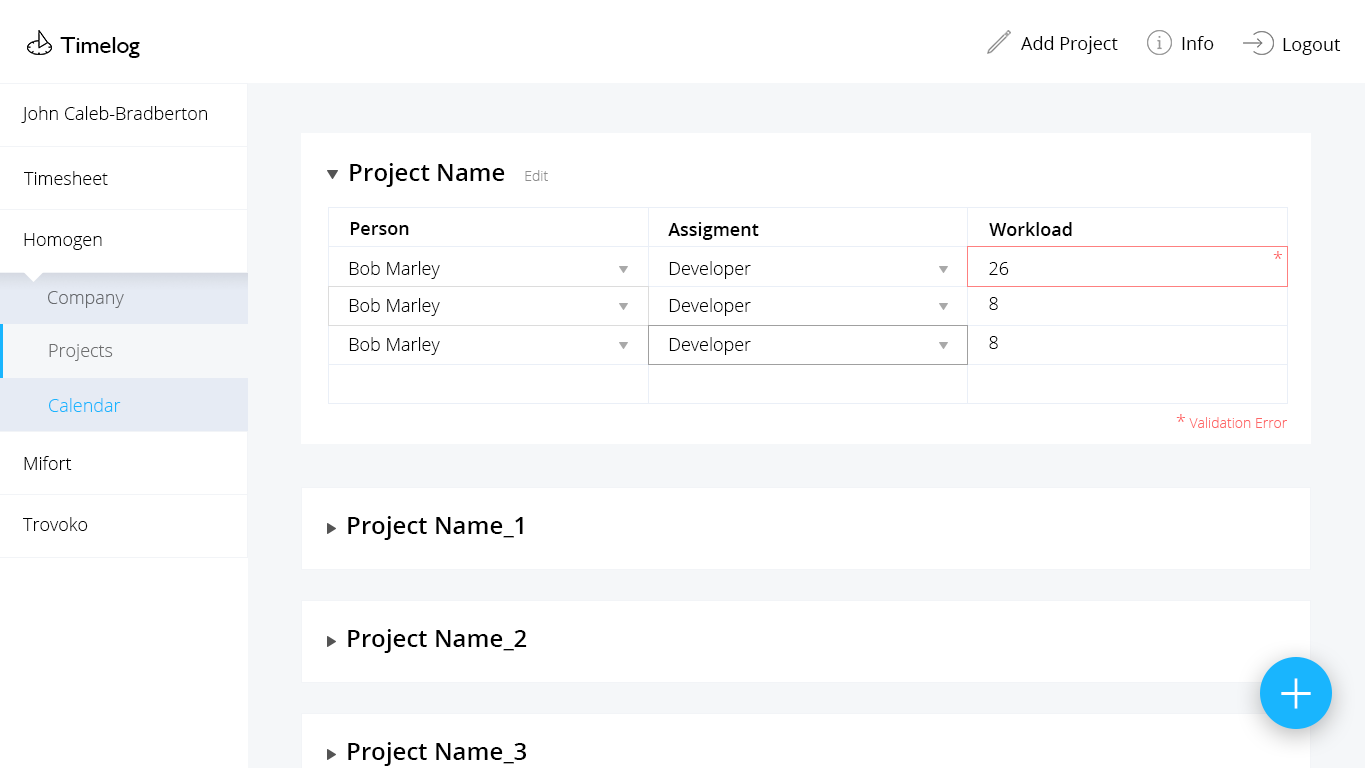 Timelog
Add Project
Info
Logout
John Caleb-Bradberton
Timesheet
Homogen
Company
Projects
Calendar
Mifort
Trovoko
Project Name Edit
Person Assigment Workload
Bob Marley Developer 26 *
Bob Marley Developer 8
Bob Marley Developer 8
* Validation Error
Project Name_1
Project Name_2
Project Name_3